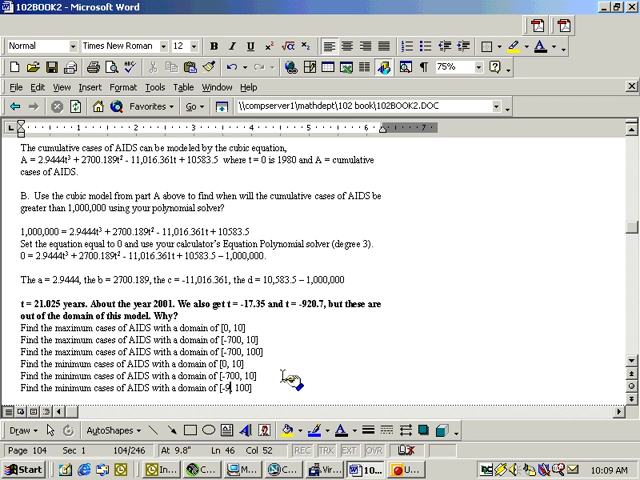 102BOOK2 - Microsoft Word
Normal Times New Roman 12 B I U
75%
File Edit View Insert Format Tools Table Window Help
Favorites Go \\compserver1\mathdept\102 book\102BOOK2.DOC
1 2 3 4 5 6 7
The cumulative cases of AIDS can be modeled by the cubic equation,
A = 2.9444t³ + 2700.189t² - 11,016.361t + 10583.5 where t = 0 is 1980 and A = cumulative
cases of AIDS.
B. Use the cubic model from part A above to find when will the cumulative cases of AIDS be
greater than 1,000,000 using your polynomial solver?
1,000,000 = 2.9444t³ + 2700.189t² - 11,016.361t + 10583.5
Set the equation equal to 0 and use your calculator's Equation Polynomial solver (degree 3).
0 = 2.9444t³ + 2700.189t² - 11,016.361t + 10583.5 – 1,000,000.
The a = 2.9444, the b = 2700.189, the c = -11,016.361, the d = 10,583.5 – 1,000,000
t = 21.025 years. About the year 2001. We also get t = -17.35 and t = -920.7, but these are
out of the domain of this model. Why?
Find the maximum cases of AIDS with a domain of [0, 10]
Find the maximum cases of AIDS with a domain of [-700, 10]
Find the maximum cases of AIDS with a domain of [-700, 100]
Find the minimum cases of AIDS with a domain of [0, 10]
Find the minimum cases of AIDS with a domain of [-700, 10]
Find the minimum cases of AIDS with a domain of [-9, 100]
Draw AutoShapes
Page 104 Sec 1 104/246 At 9.8" Ln 46 Col 52 REC TRK EXT OVR
Start In... C... M... C... Vir... 10... U... 10:09 AM